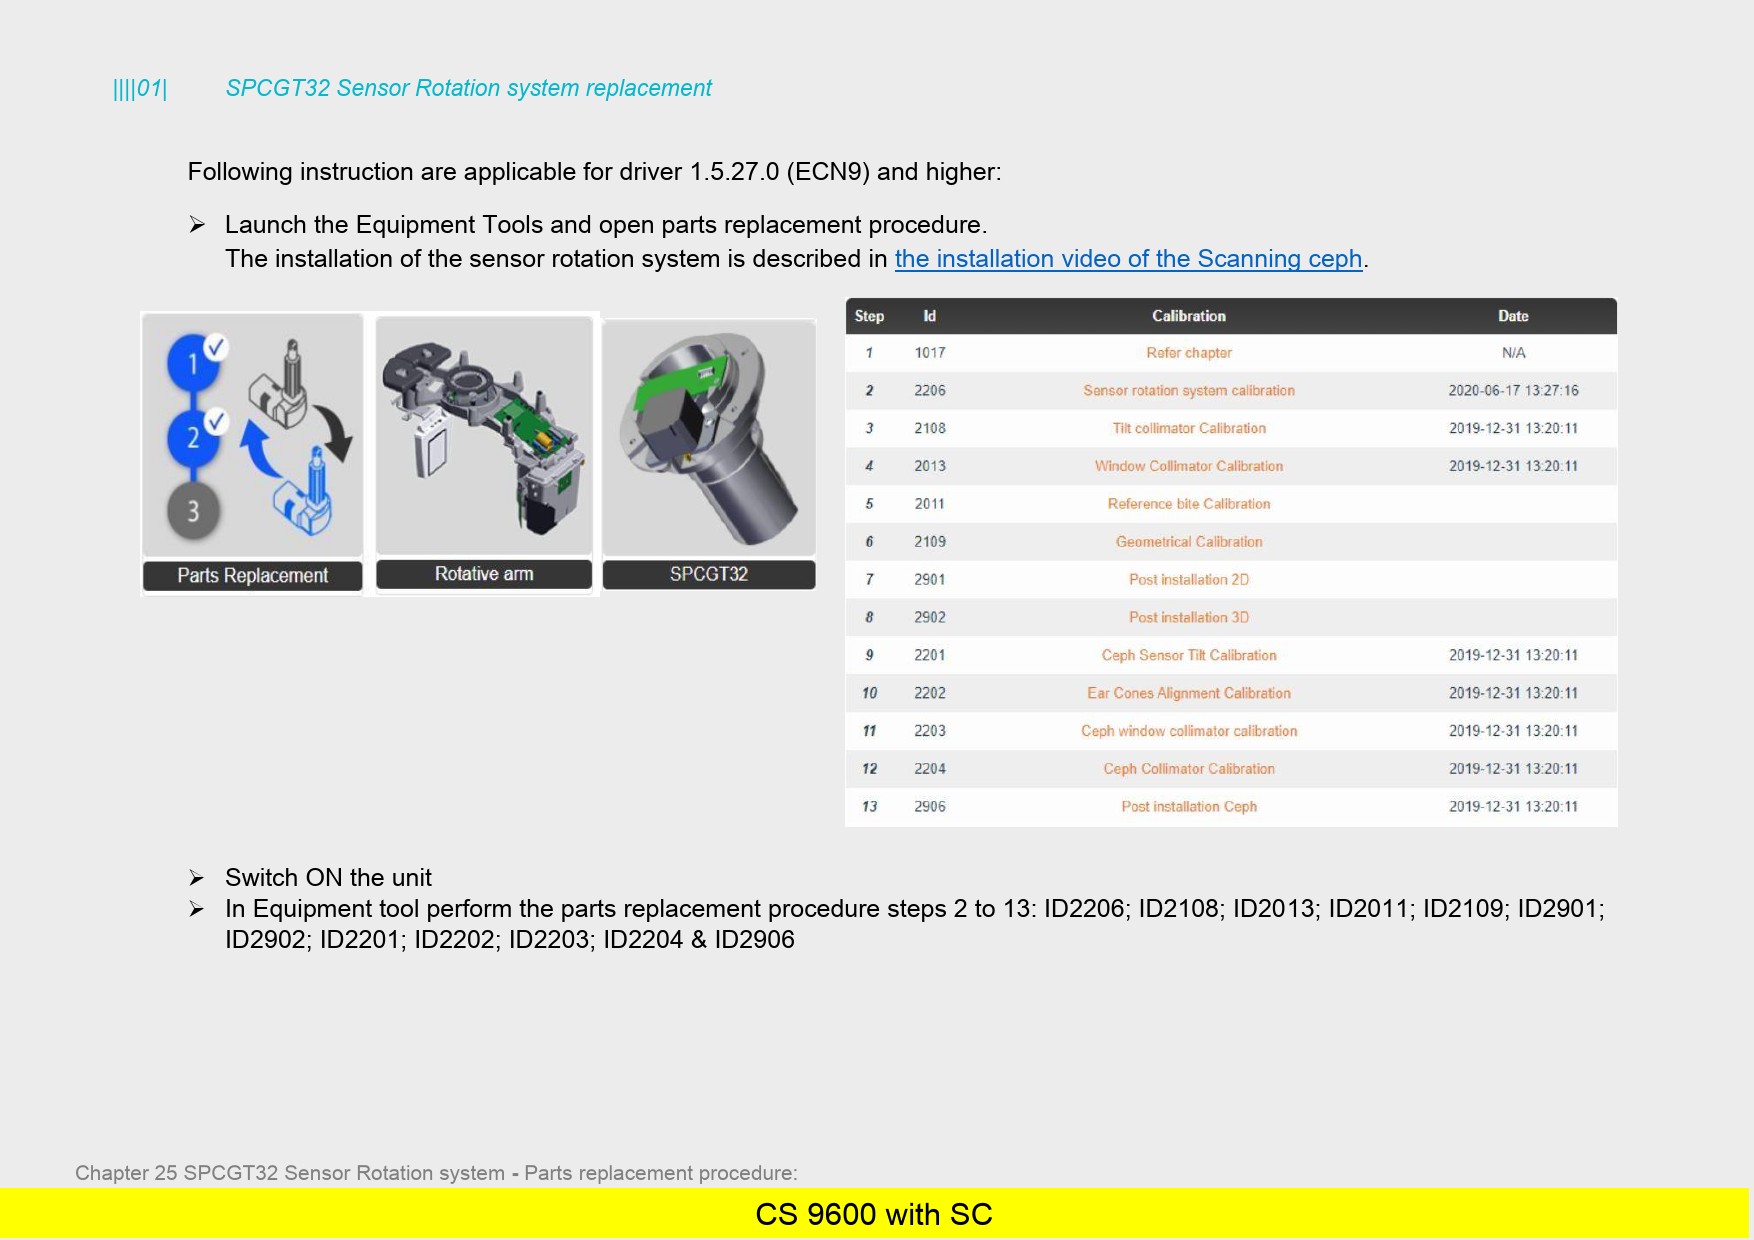 ||||01| SPCGT32 Sensor Rotation system replacement
Following instruction are applicable for driver 1.5.27.0 (ECN9) and higher:
➢ Launch the Equipment Tools and open parts replacement procedure.
The installation of the sensor rotation system is described in the installation video of the Scanning ceph.
1
2
3
Parts Replacement
Rotative arm
SPCGT32
Step Id Calibration Date
1 1017 Refer chapter N/A
2 2206 Sensor rotation system calibration 2020-06-17 13:27:16
3 2108 Tilt collimator Calibration 2019-12-31 13:20:11
4 2013 Window Collimator Calibration 2019-12-31 13:20:11
5 2011 Reference bite Calibration
6 2109 Geometrical Calibration
7 2901 Post installation 2D
8 2902 Post installation 3D
9 2201 Ceph Sensor Tilt Calibration 2019-12-31 13:20:11
10 2202 Ear Cones Alignment Calibration 2019-12-31 13:20:11
11 2203 Ceph window collimator calibration 2019-12-31 13:20:11
12 2204 Ceph Collimator Calibration 2019-12-31 13:20:11
13 2906 Post installation Ceph 2019-12-31 13:20:11
➢ Switch ON the unit
➢ In Equipment tool perform the parts replacement procedure steps 2 to 13: ID2206; ID2108; ID2013; ID2011; ID2109; ID2901;
ID2902; ID2201; ID2202; ID2203; ID2204 & ID2906
Chapter 25 SPCGT32 Sensor Rotation system - Parts replacement procedure:
CS 9600 with SC